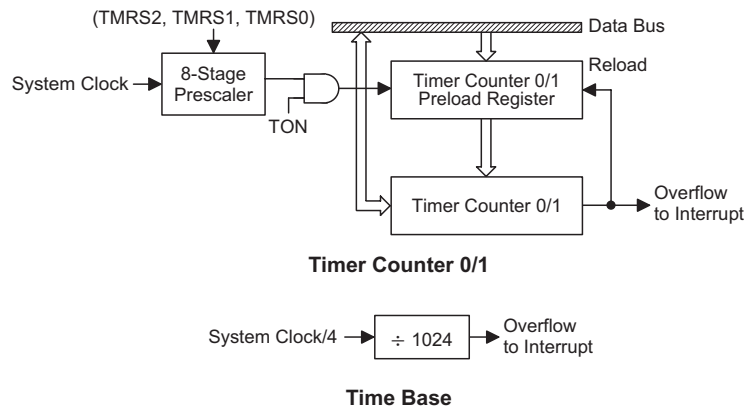 (TMRS2, TMRS1, TMRS0)
Data Bus
System Clock
8-Stage
Prescaler
TON
Timer Counter 0/1
Preload Register
Reload
Timer Counter 0/1
Overflow
to Interrupt
Timer Counter 0/1
System Clock/4
÷ 1024
Overflow
to Interrupt
Time Base